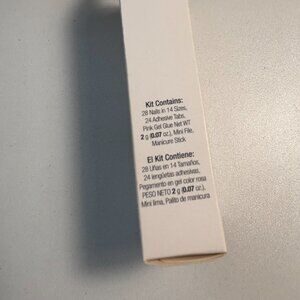 Kit Contains:
28 Nails in 14 Sizes,
24 Adhesive Tabs,
Pink Gel Glue Net WT
2 g (0.07 oz.), Mini File,
Manicure Stick
El Kit Contiene:
28 Uñas en 14 Tamaños,
24 lengüetas adhesivas,
Pegamento en gel color rosa
PESO NETO 2 g (0.07 oz.),
Mini lima, Palito de manicura